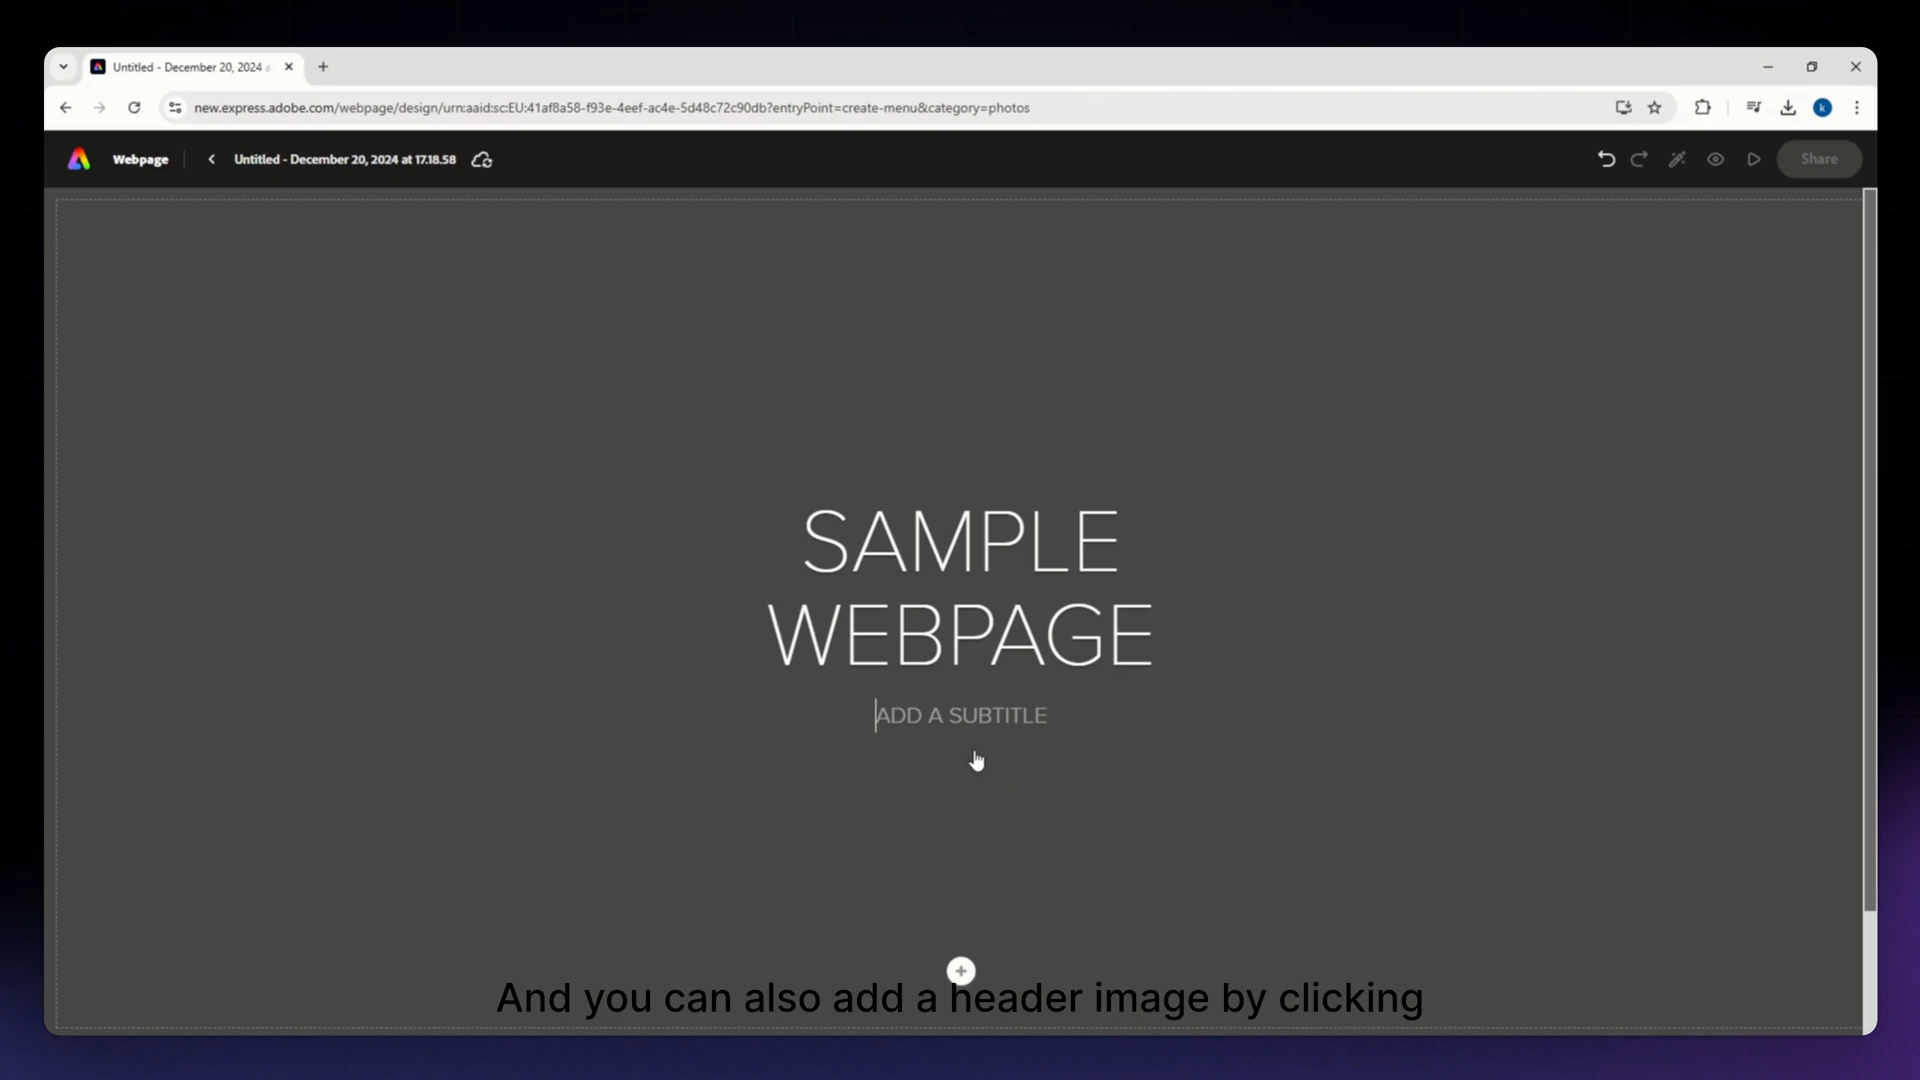 Untitled - December 20, 2024 a
new.express.adobe.com/webpage/design/urn:aaid:sc:EU:41af8a58-f93e-4eef-ac4e-5d48c72c90db?entryPoint=create-menu&category=photos
k
Webpage
Untitled - December 20, 2024 at 17.18.58
Share
SAMPLE
WEBPAGE
ADD A SUBTITLE
And you can also add a header image by clicking